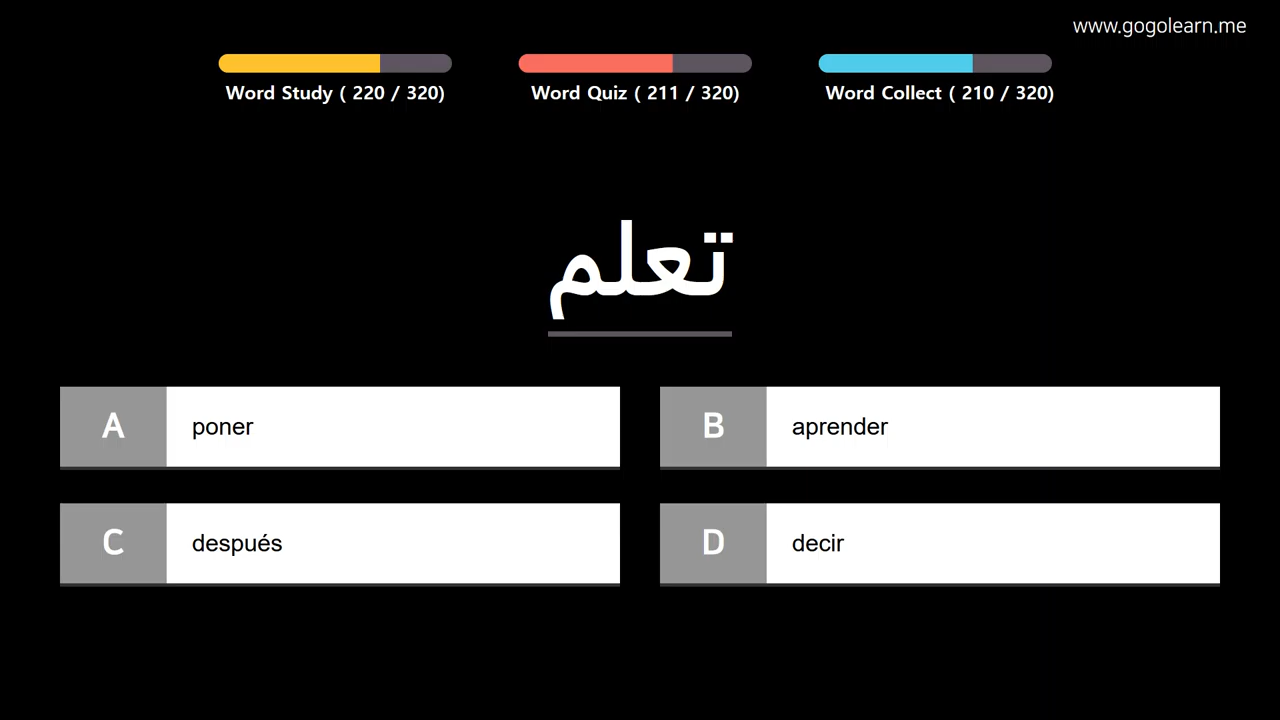 www.gogolearn.me
Word Study ( 220 / 320)
Word Quiz ( 211 / 320)
Word Collect ( 210 / 320)
تعلم
A poner
B aprender
C después
D decir